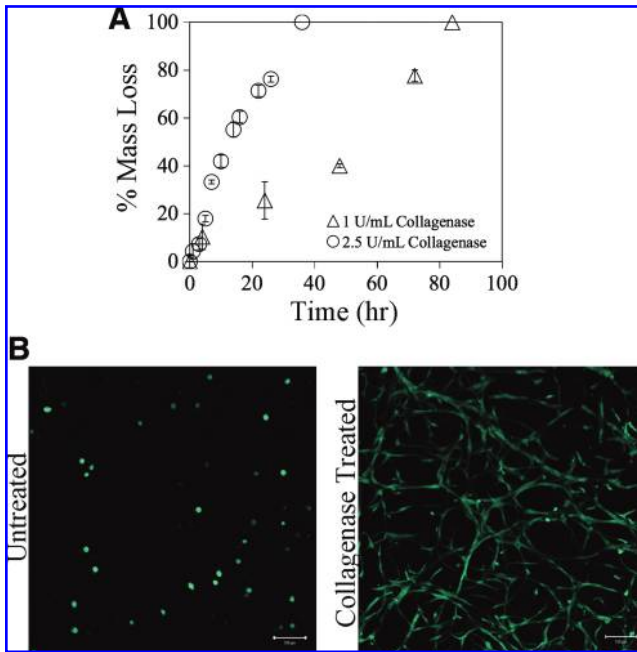 A
% Mass Loss
100
80
60
40
20
0
△ 1 U/mL Collagenase
○ 2.5 U/mL Collagenase
0 20 40 60 80 100
Time (hr)
B
Untreated
Collagenase Treated